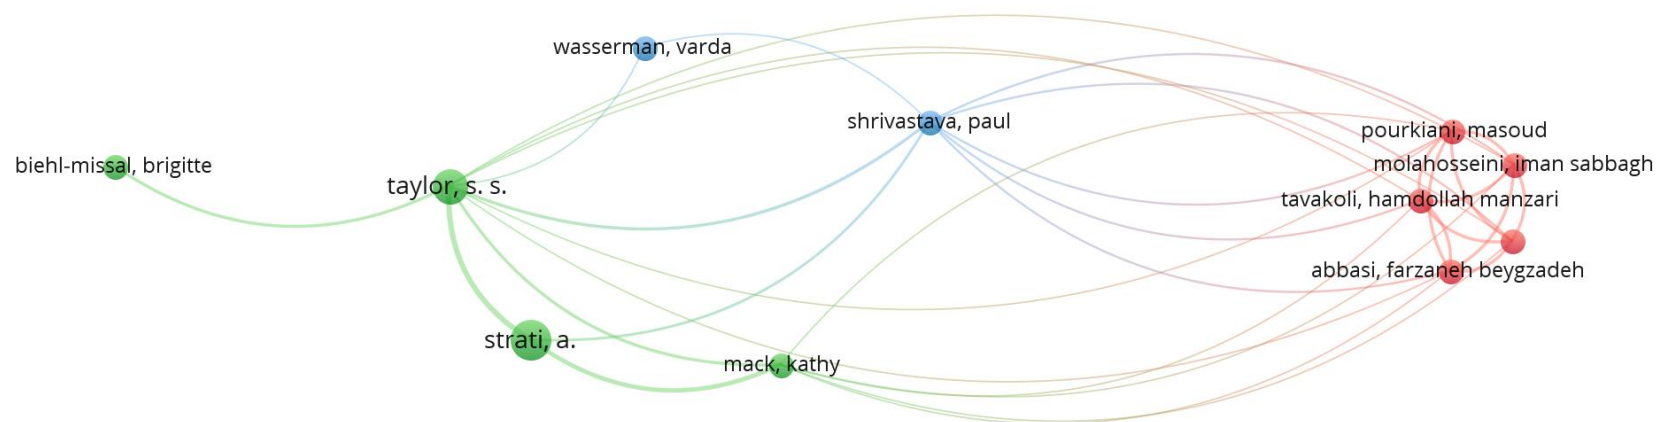 wasserman, varda
shrivastava, paul
pourkiani, masoud
biehl-missal, brigitte
molahosseini, iman sabbagh
taylor, s. s.
tavakoli, hamdollah manzari
abbasi, farzaneh beygzadeh
strati, a.
mack, kathy